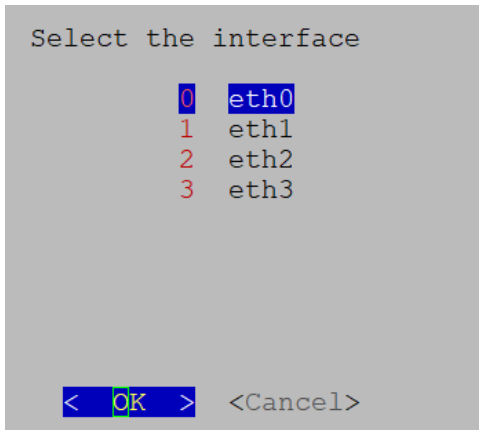 Select the interface
0 eth0
1 eth1
2 eth2
3 eth3
< OK > <Cancel>